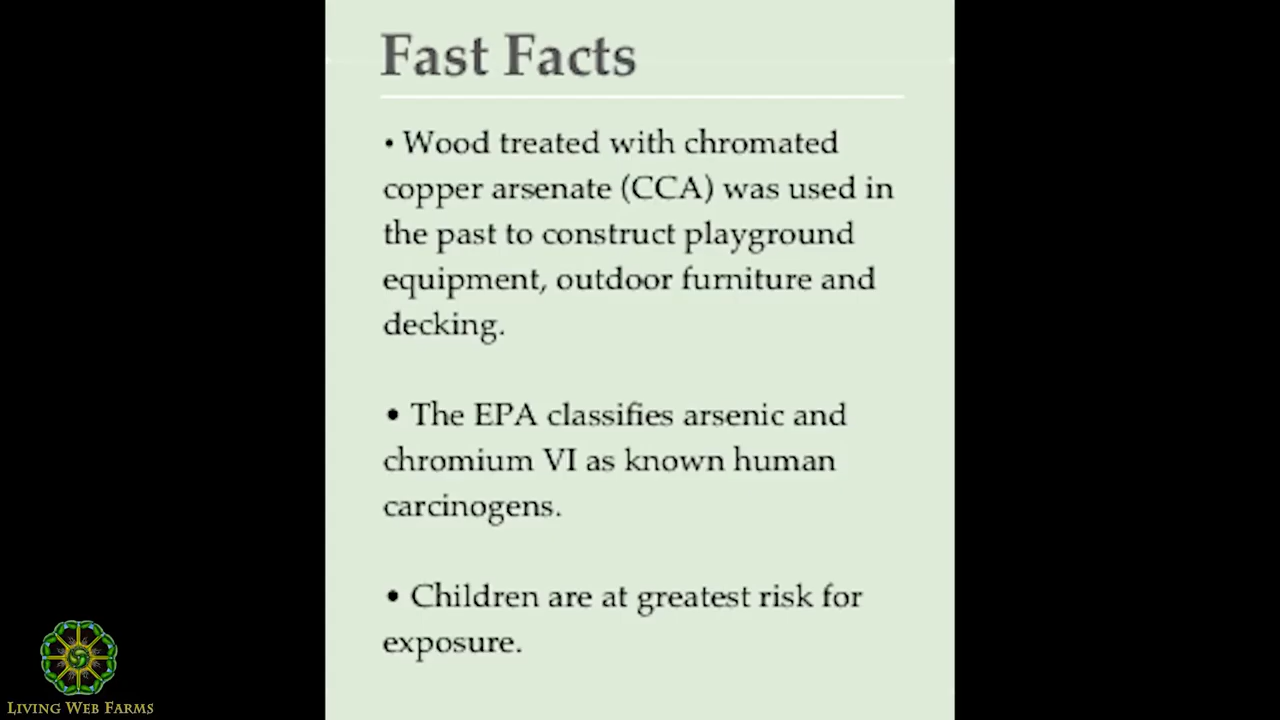 Fast Facts
• Wood treated with chromated
copper arsenate (CCA) was used in
the past to construct playground
equipment, outdoor furniture and
decking.
• The EPA classifies arsenic and
chromium VI as known human
carcinogens.
• Children are at greatest risk for
exposure.
LIVING WEB FARMS